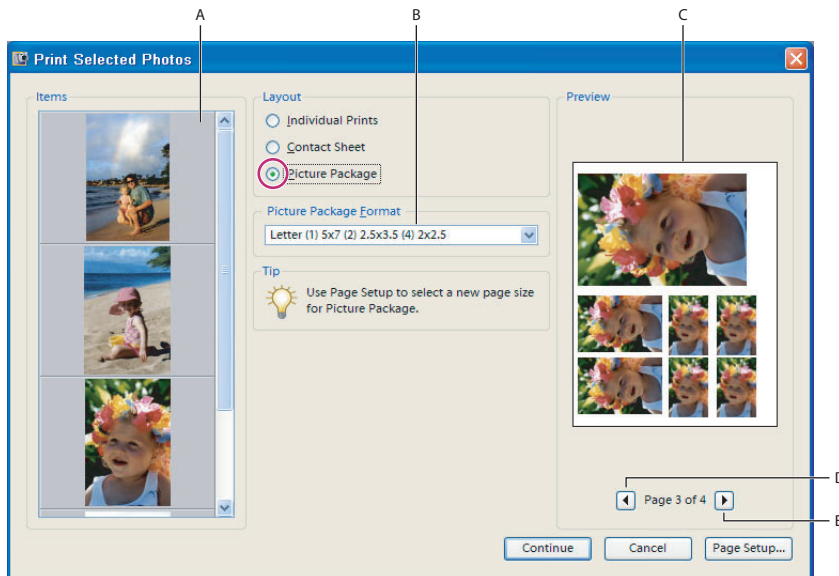 A
B
C
Print Selected Photos
Items
Layout
Individual Prints
Contact Sheet
Picture Package
Picture Package Format
Letter (1) 5x7 (2) 2.5x3.5 (4) 2x2.5
Tip
Use Page Setup to select a new page size
for Picture Package.
Preview
D
Page 3 of 4
E
Continue
Cancel
Page Setup...